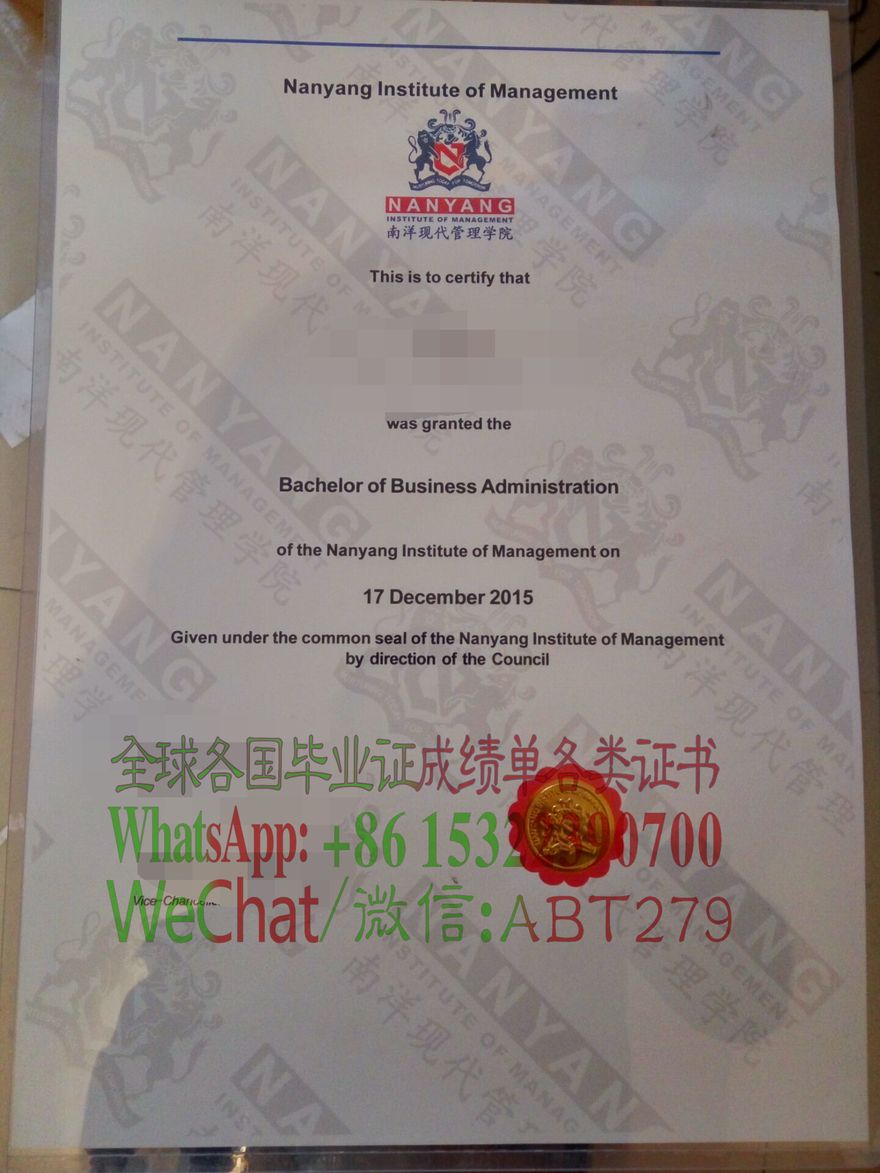 Nanyang Institute of Management
NANYANG
INSTITUTE OF MANAGEMENT
南洋现代管理学院
This is to certify that
was granted the
Bachelor of Business Administration
of the Nanyang Institute of Management on
17 December 2015
Given under the common seal of the Nanyang Institute of Management
by direction of the Council
全球各国毕业证成绩单各类证书
WhatsApp: +86 153 0700
WeChat/微信:ABT279